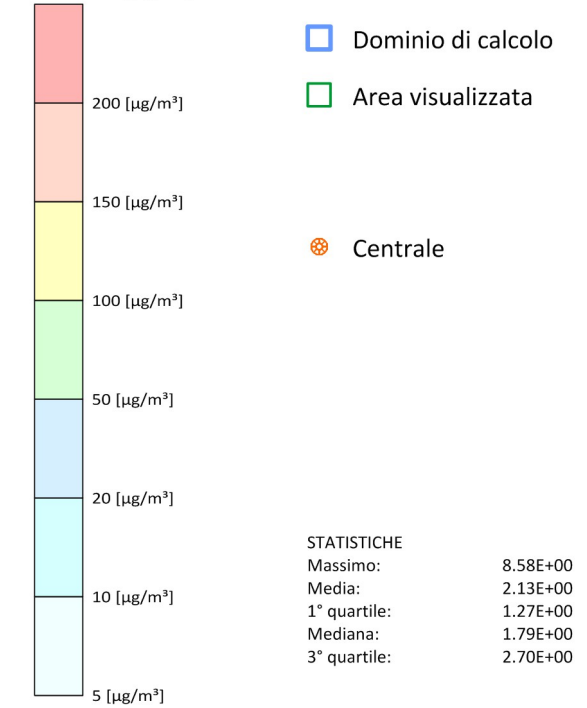 200 [µg/m³]
150 [µg/m³]
100 [µg/m³]
50 [µg/m³]
20 [µg/m³]
10 [µg/m³]
5 [µg/m³]
Dominio di calcolo
Area visualizzata
Centrale
STATISTICHE
Massimo: 8.58E+00
Media: 2.13E+00
1° quartile: 1.27E+00
Mediana: 1.79E+00
3° quartile: 2.70E+00